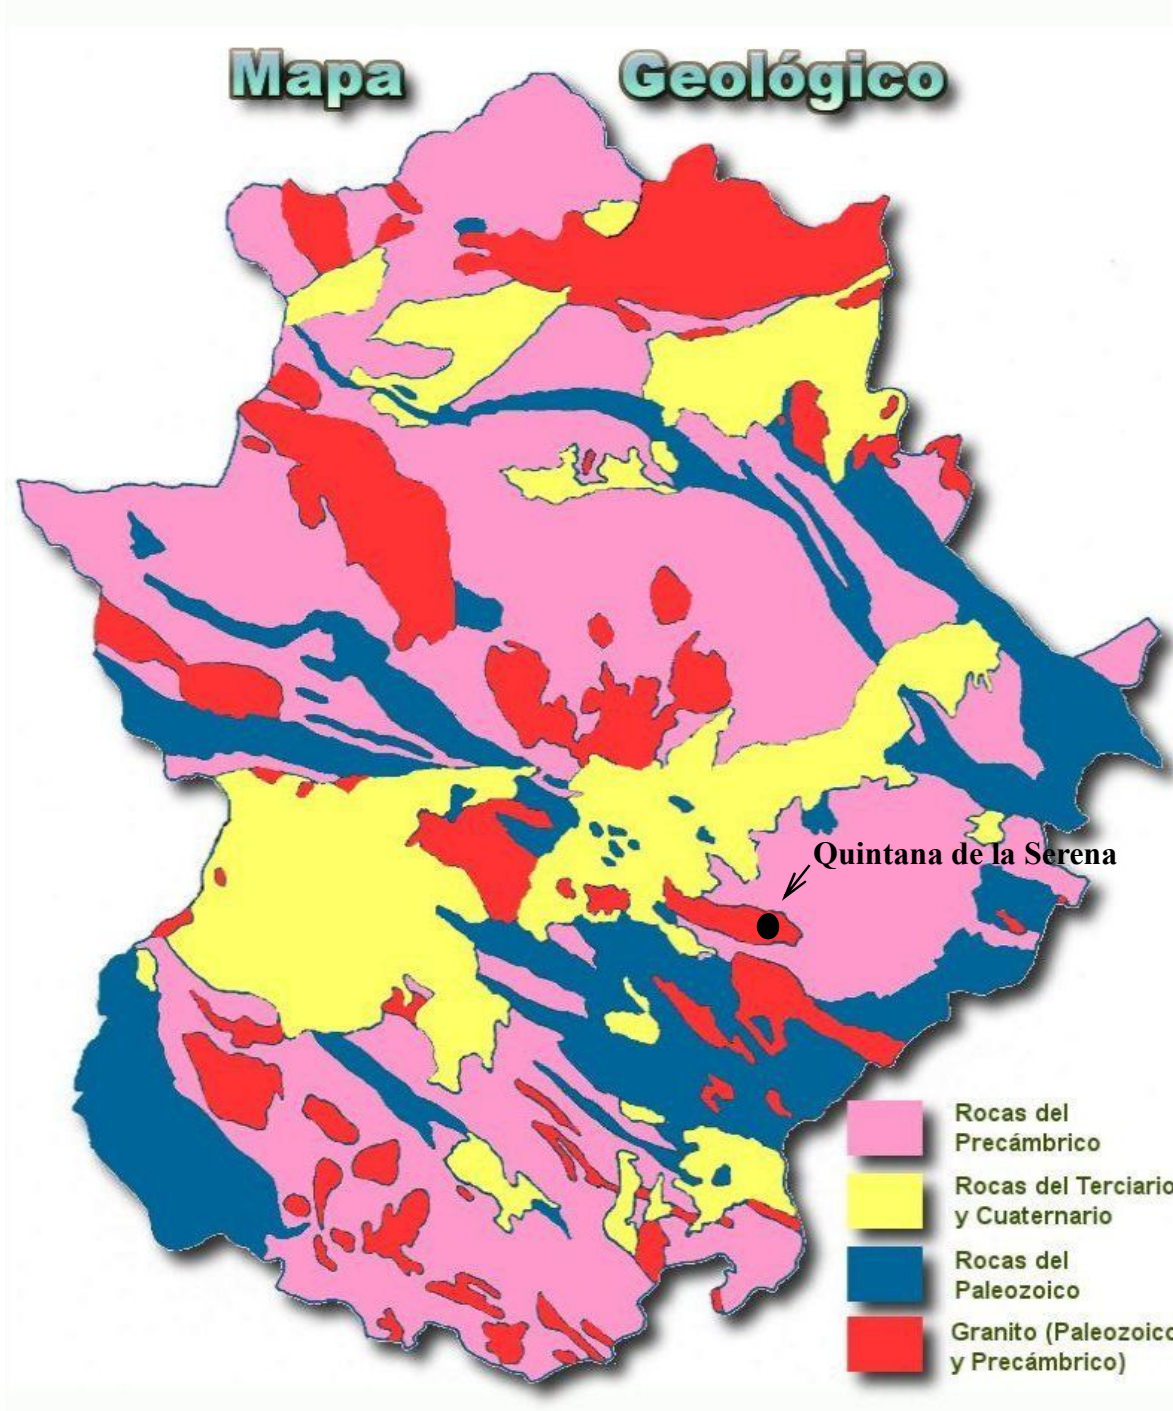 Mapa Geológico
Quintana de la Serena
Rocas del
Precámbrico
Rocas del Terciario
y Cuaternario
Rocas del
Paleozoico
Granito (Paleozoico
y Precámbrico)